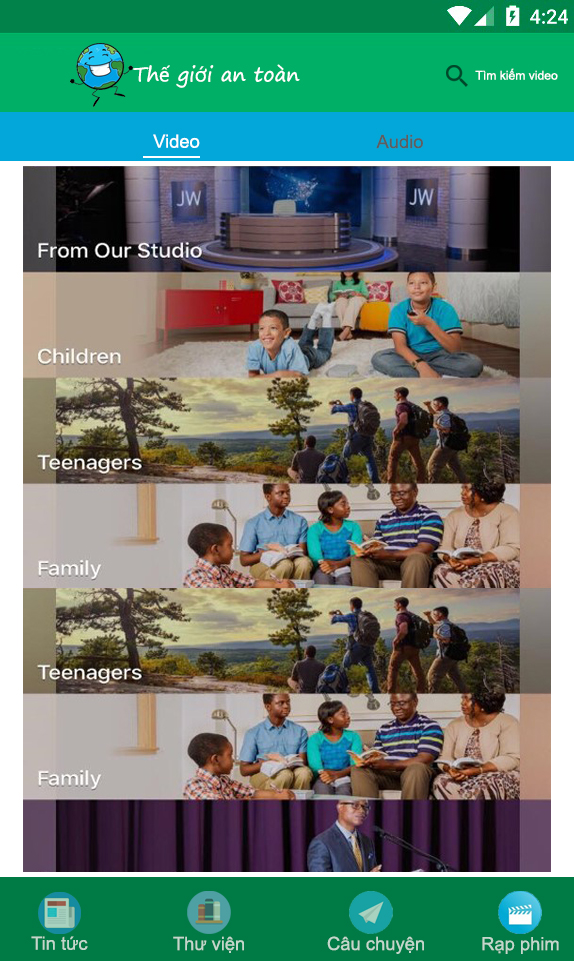 4:24
Thế giới an toàn
Tìm kiếm video
Video
Audio
JW
JW
From Our Studio
Children
Teenagers
Family
Teenagers
Family
Tin tức
Thư viện
Câu chuyện
Rạp phim